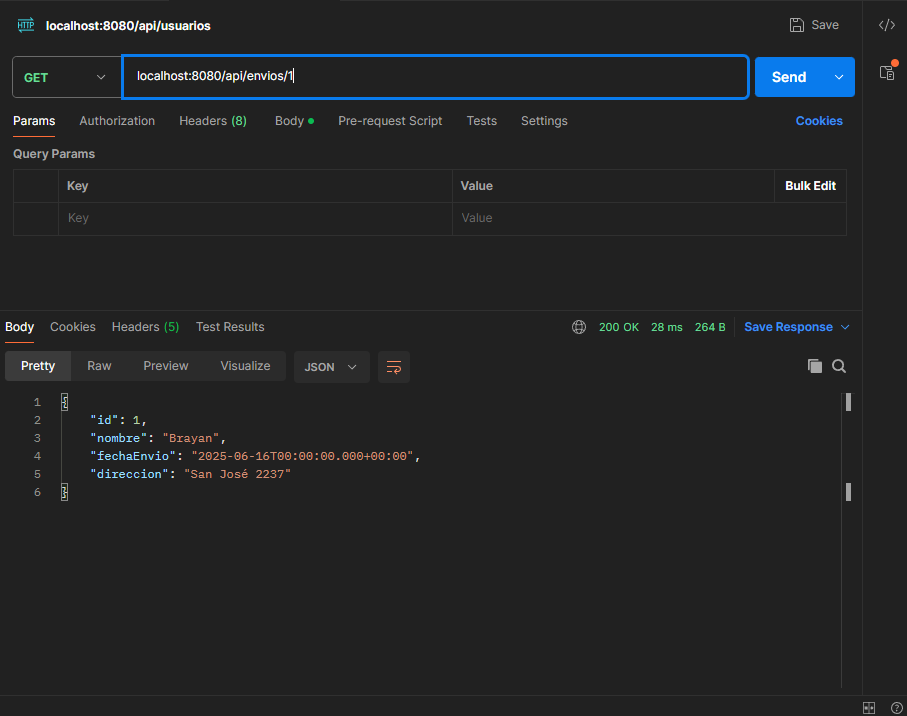 HTTP localhost:8080/api/usuarios Save
GET localhost:8080/api/envios/1 Send
Params Authorization Headers (8) Body Pre-request Script Tests Settings Cookies
Query Params
Key Value Bulk Edit
Key Value
Body Cookies Headers (5) Test Results 200 OK 28 ms 264 B Save Response
Pretty Raw Preview Visualize JSON
1 {
2 "id": 1,
3 "nombre": "Brayan",
4 "fechaEnvio": "2025-06-16T00:00:00.000+00:00",
5 "direccion": "San José 2237"
6 }